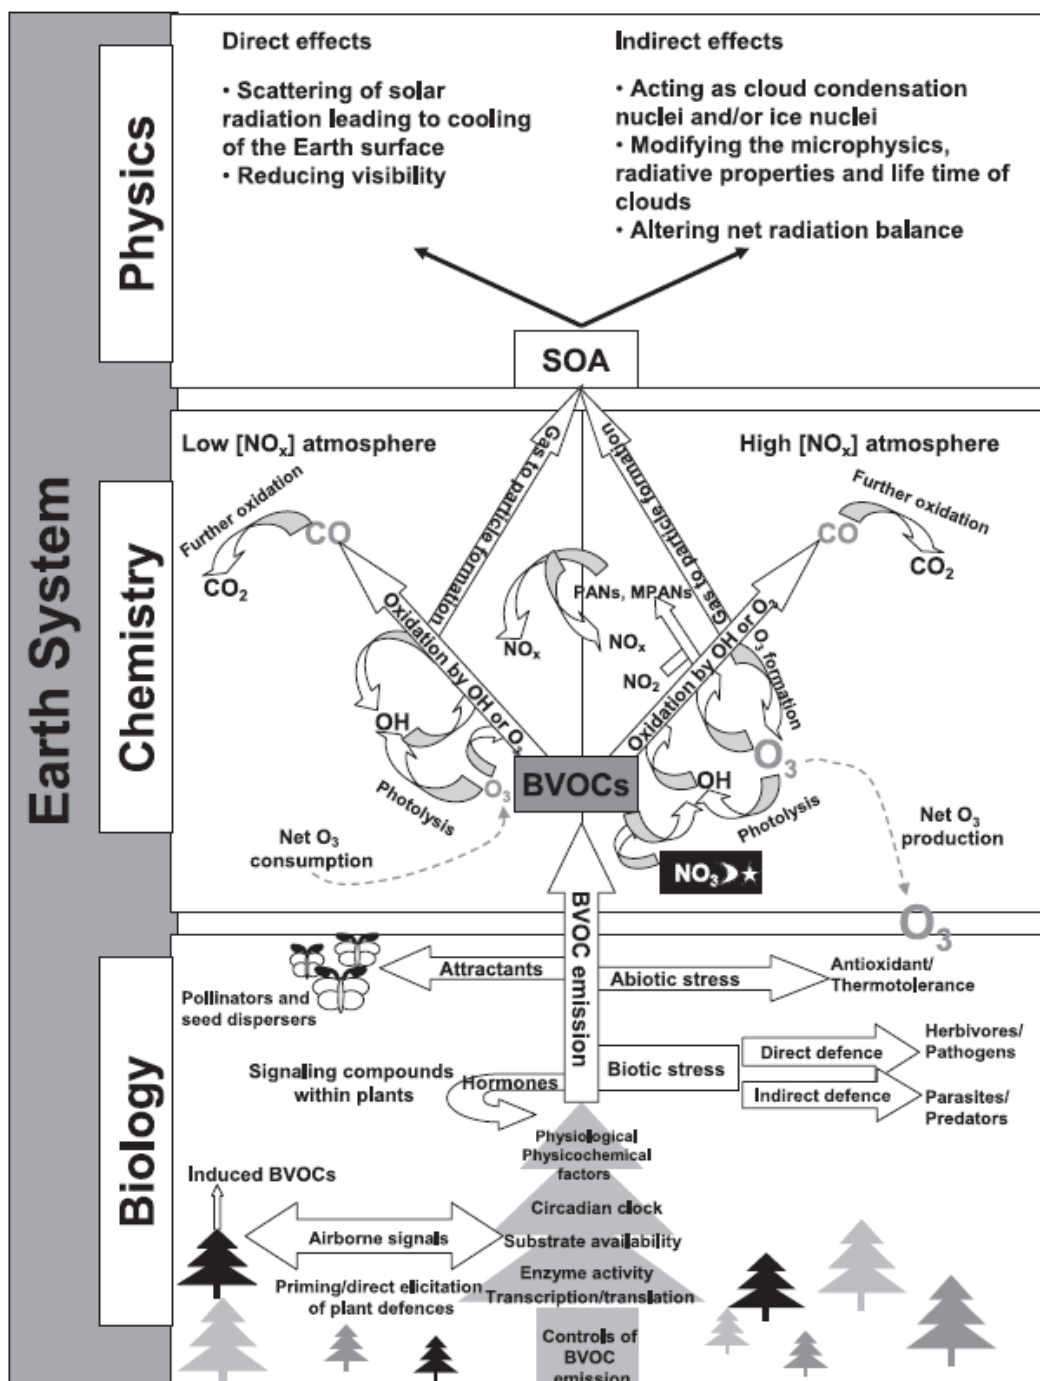 Earth System
Physics
Direct effects
• Scattering of solar
radiation leading to cooling
of the Earth surface
• Reducing visibility
Indirect effects
• Acting as cloud condensation
nuclei and/or ice nuclei
• Modifying the microphysics,
radiative properties and life time of
clouds
• Altering net radiation balance
SOA
Chemistry
Low [NOₓ] atmosphere
High [NOₓ] atmosphere
Further oxidation
CO
CO₂
Gas to particle formation
Oxidation by OH or O₃
OH
Photolysis
O₃
Net O₃
consumption
NOₓ
PANs, MPANs
NOₓ
NO₂
Gas to particle formation
Oxidation by OH or O₃
O₃ formation
CO
Further oxidation
CO₂
O₃
OH
Photolysis
Net O₃
production
O₃
BVOCs
NO₃
BVOC emission
Biology
Attractants
Pollinators and
seed dispersers
Abiotic stress
Antioxidant/
Thermotolerance
Biotic stress
Direct defence
Herbivores/
Pathogens
Indirect defence
Parasites/
Predators
Signaling compounds
within plants
Hormones
Physiological
Physicochemical
factors
Circadian clock
Substrate availability
Enzyme activity
Transcription/translation
Controls of
BVOC
emission
Induced BVOCs
Airborne signals
Priming/direct elicitation
of plant defences